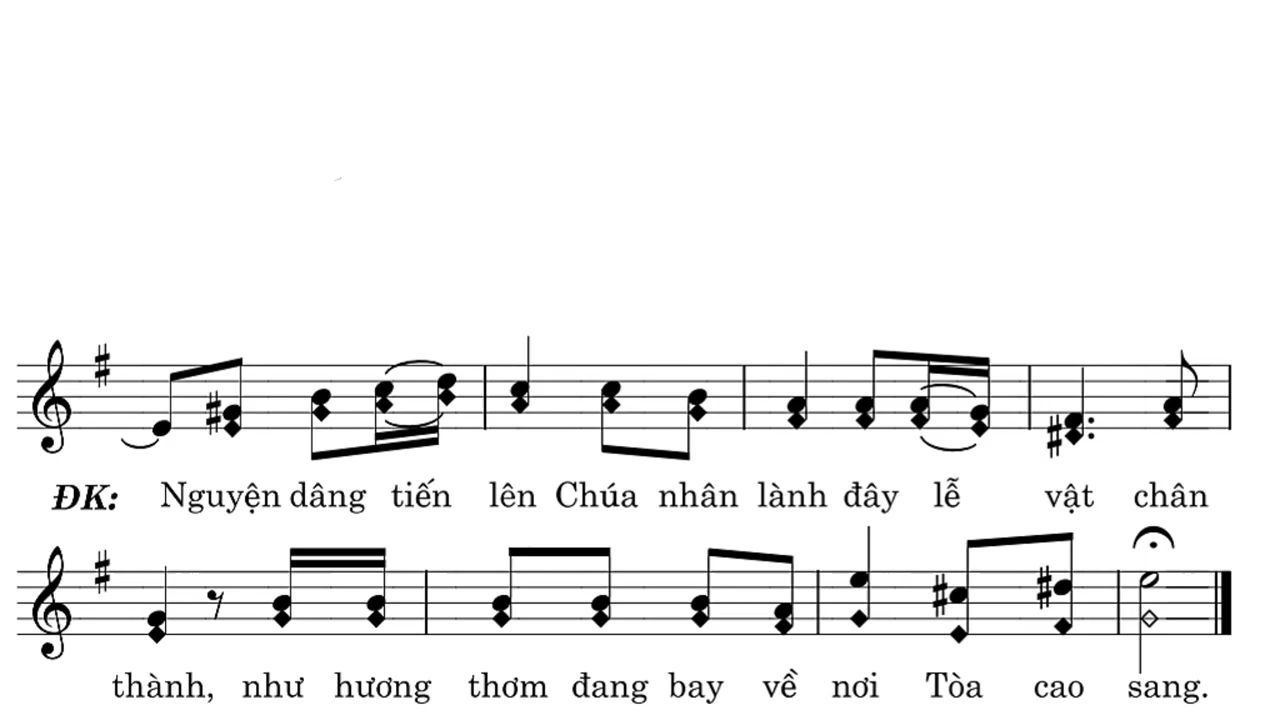 ĐK: Nguyện dâng tiến lên Chúa nhân lành đây lễ vật chân
thành, như hương thơm đang bay về nơi Tòa cao sang.